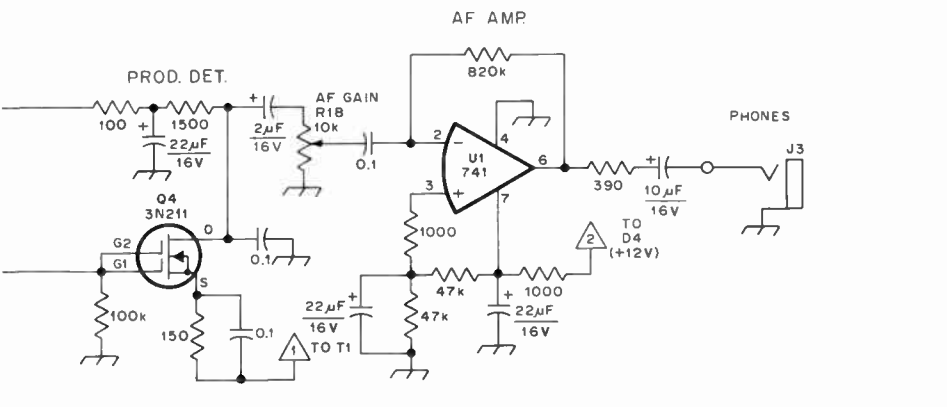 AF AMP.
820k
PROD. DET.
100
1500
+
22µF
16V
+
2µF
16V
AF GAIN
R18
10k
0.1
2
−
U1
741
4
6
3
+
7
390
+
10µF
16V
PHONES
J3
Q4
3N211
G2
G1
D
S
0.1
100k
150
0.1
1
TO T1
1000
+
22µF
16V
47k
47k
+
22µF
16V
1000
2
TO
D4
(+12V)